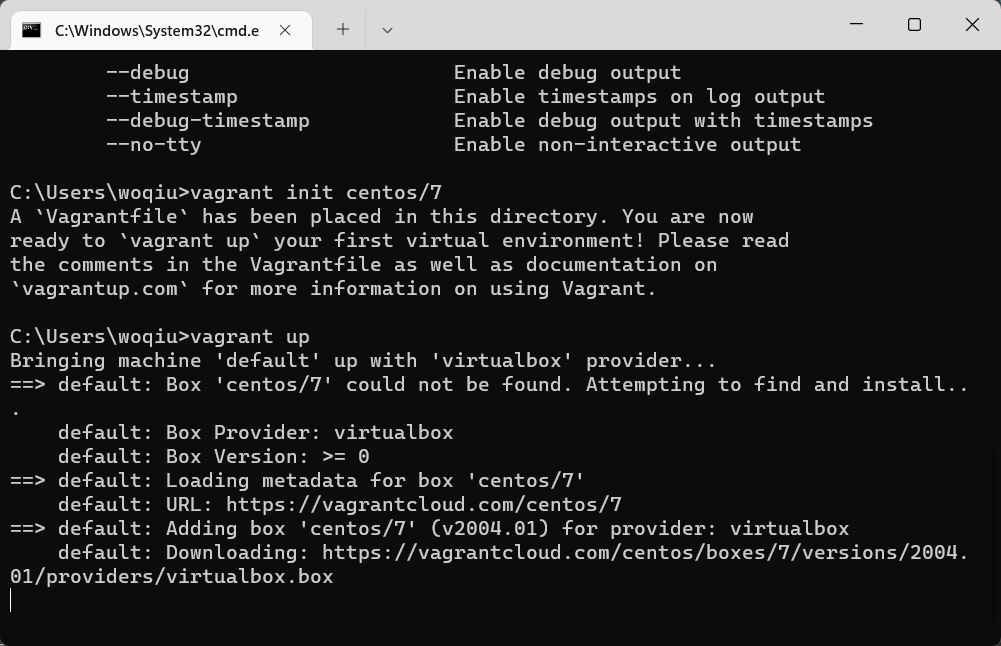 C:\Windows\System32\cmd.e
--debug                      Enable debug output
--timestamp                  Enable timestamps on log output
--debug-timestamp            Enable debug output with timestamps
--no-tty                     Enable non-interactive output
C:\Users\woqiu>vagrant init centos/7
A `Vagrantfile` has been placed in this directory. You are now
ready to `vagrant up` your first virtual environment! Please read
the comments in the Vagrantfile as well as documentation on
`vagrantup.com` for more information on using Vagrant.
C:\Users\woqiu>vagrant up
Bringing machine 'default' up with 'virtualbox' provider...
==> default: Box 'centos/7' could not be found. Attempting to find and install..
.
default: Box Provider: virtualbox
default: Box Version: >= 0
==> default: Loading metadata for box 'centos/7'
default: URL: https://vagrantcloud.com/centos/7
==> default: Adding box 'centos/7' (v2004.01) for provider: virtualbox
default: Downloading: https://vagrantcloud.com/centos/boxes/7/versions/2004.
01/providers/virtualbox.box